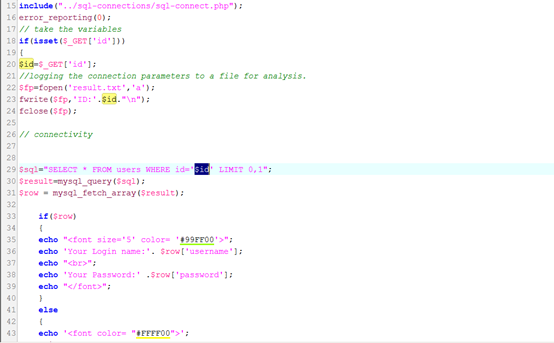 15 include("../sql-connections/sql-connect.php");
16 error_reporting(0);
17 // take the variables
18 if(isset($_GET['id']))
19 {
20 $id=$_GET['id'];
21 //logging the connection parameters to a file for analysis.
22 $fp=fopen('result.txt','a');
23 fwrite($fp,'ID:'.$id."\n");
24 fclose($fp);
25
26 // connectivity
27
28
29 $sql="SELECT * FROM users WHERE id='$id' LIMIT 0,1";
30 $result=mysql_query($sql);
31 $row = mysql_fetch_array($result);
32
33 if($row)
34 {
35 echo "<font size='5' color= '#99FF00'>";
36 echo 'Your Login name:'. $row['username'];
37 echo "<br>";
38 echo 'Your Password:' .$row['password'];
39 echo "</font>";
40 }
41 else
42 {
43 echo '<font color= "#FFFF00">';